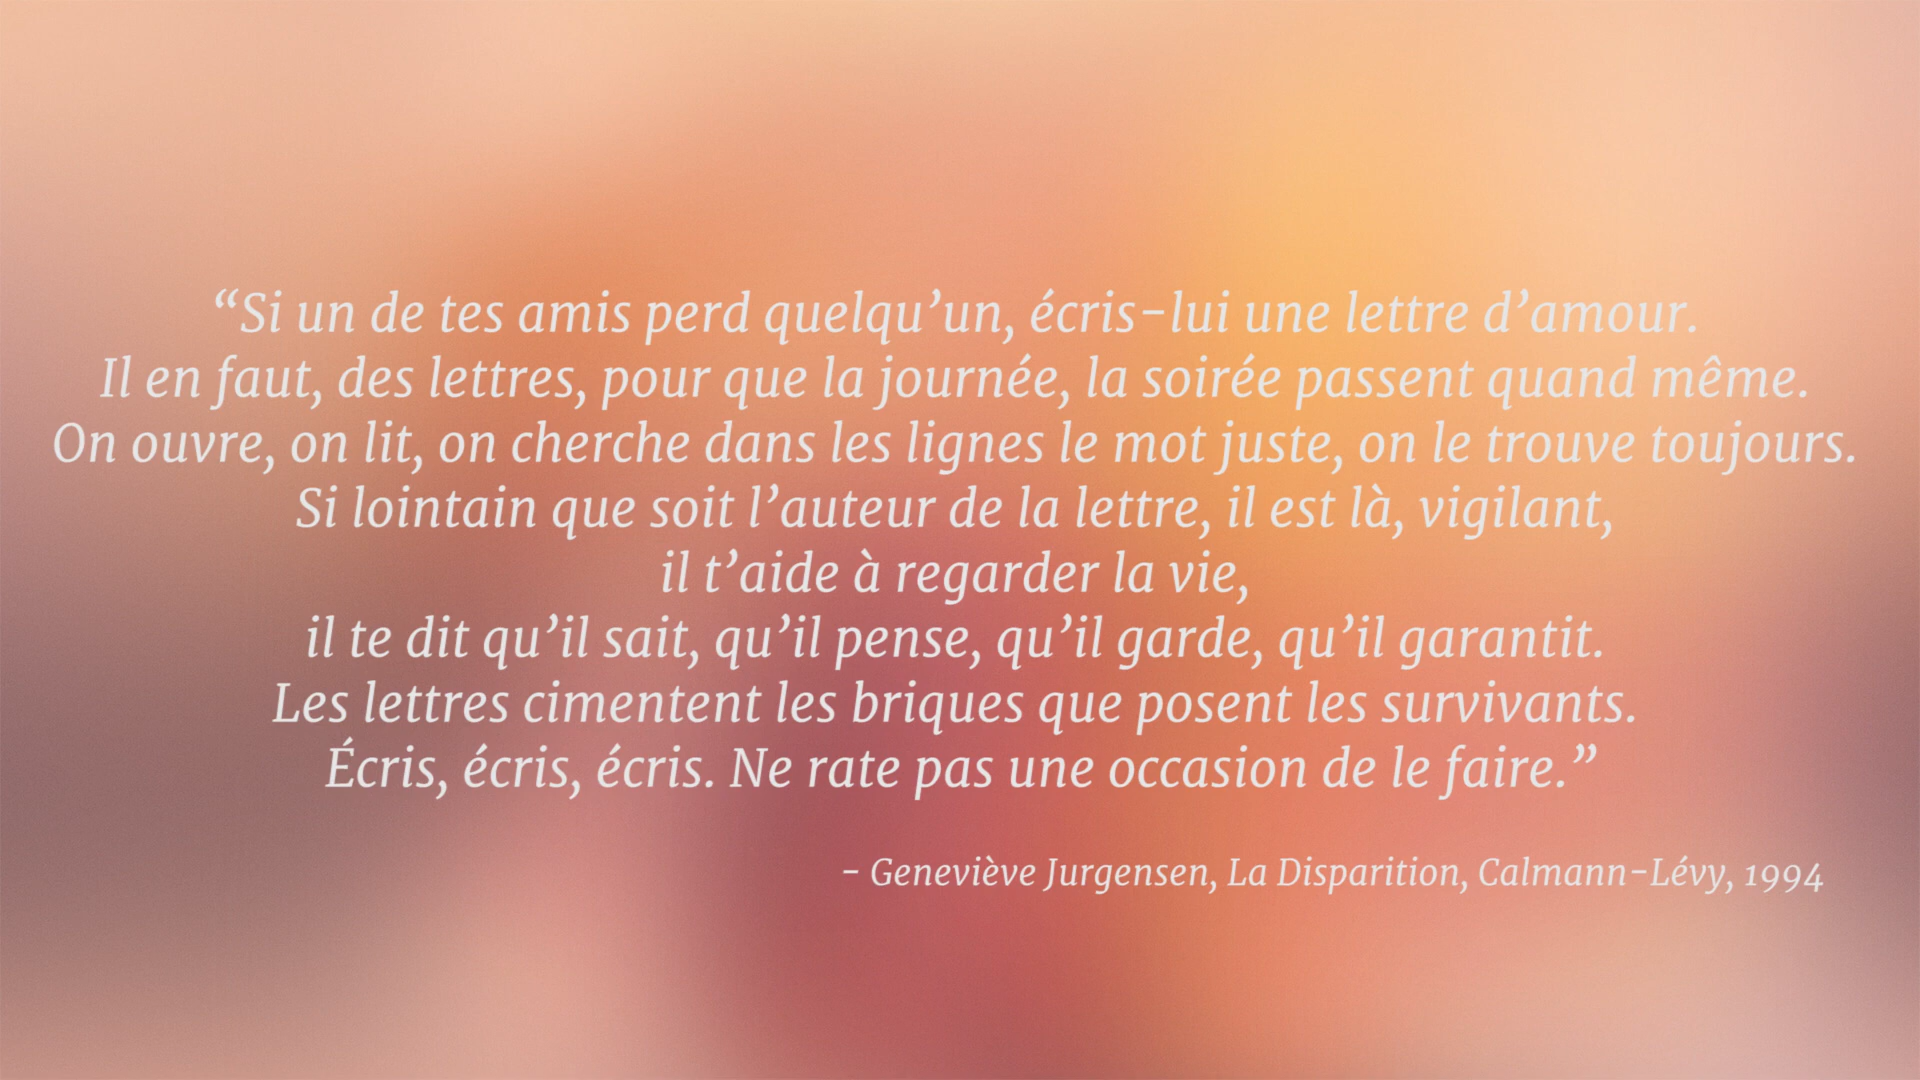 “Si un de tes amis perd quelqu’un, écris-lui une lettre d’amour.
Il en faut, des lettres, pour que la journée, la soirée passent quand même.
On ouvre, on lit, on cherche dans les lignes le mot juste, on le trouve toujours.
Si lointain que soit l’auteur de la lettre, il est là, vigilant,
il t’aide à regarder la vie,
il te dit qu’il sait, qu’il pense, qu’il garde, qu’il garantit.
Les lettres cimentent les briques que posent les survivants.
Écris, écris, écris. Ne rate pas une occasion de le faire.”
- Geneviève Jurgensen, La Disparition, Calmann-Lévy, 1994